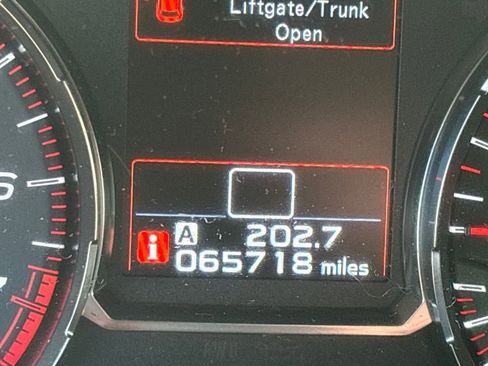 Liftgate/Trunk
Open
A 202.7
i 065718 miles